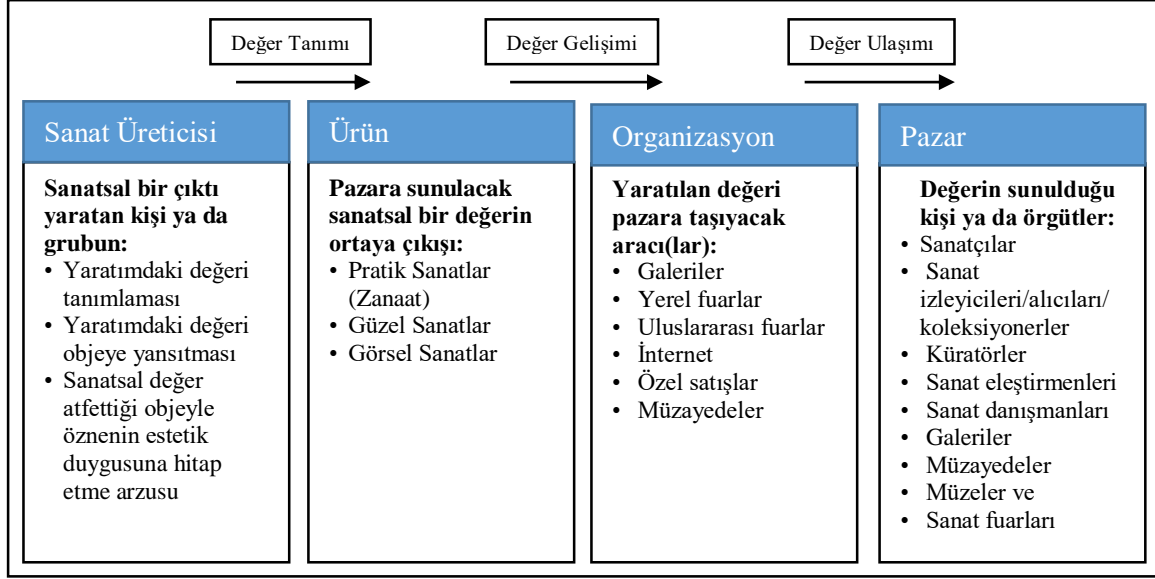 Değer Tanımı
Değer Gelişimi
Değer Ulaşımı
Sanat Üreticisi
Sanatsal bir çıktı
yaratan kişi ya da
grubun:
• Yaratımdaki değeri
tanımlaması
• Yaratımdaki değeri
objeye yansıtması
• Sanatsal değer
atfettiği objeyle
öznenin estetik
duygusuna hitap
etme arzusu
Ürün
Pazara sunulacak
sanatsal bir değerin
ortaya çıkışı:
• Pratik Sanatlar
(Zanaat)
• Güzel Sanatlar
• Görsel Sanatlar
Organizasyon
Yaratılan değeri
pazara taşıyacak
aracı(lar):
• Galeriler
• Yerel fuarlar
• Uluslararası fuarlar
• İnternet
• Özel satışlar
• Müzayedeler
Pazar
Değerin sunulduğu
kişi ya da örgütler:
• Sanatçılar
• Sanat
izleyicileri/alıcıları/
koleksiyonerler
• Küratörler
• Sanat eleştirmenleri
• Sanat danışmanları
• Galeriler
• Müzayedeler
• Müzeler ve
• Sanat fuarları